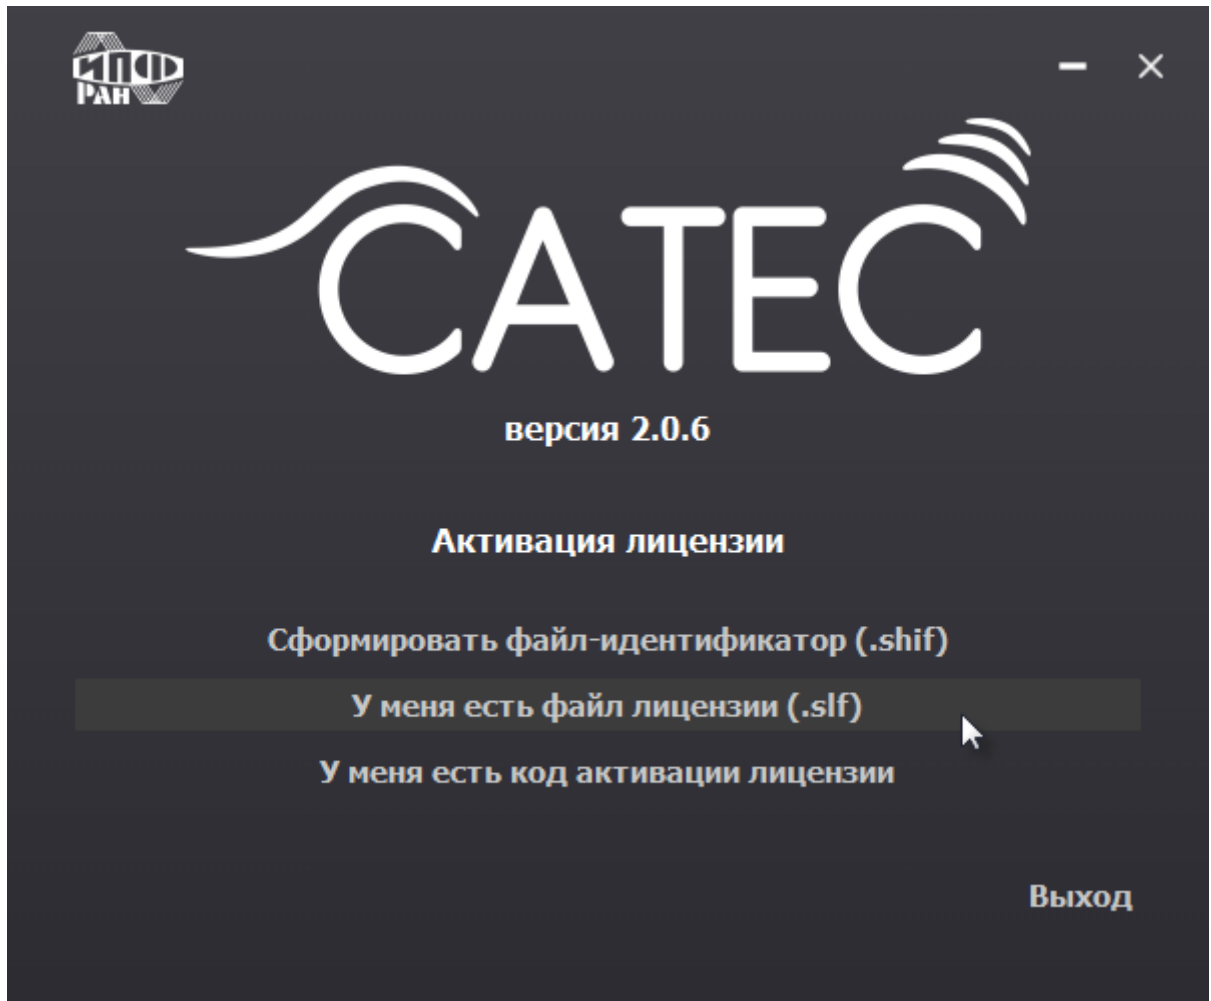 ИПФ
РАН
CATEC
версия 2.0.6
Активация лицензии
Сформировать файл-идентификатор (.shif)
У меня есть файл лицензии (.slf)
У меня есть код активации лицензии
Выход